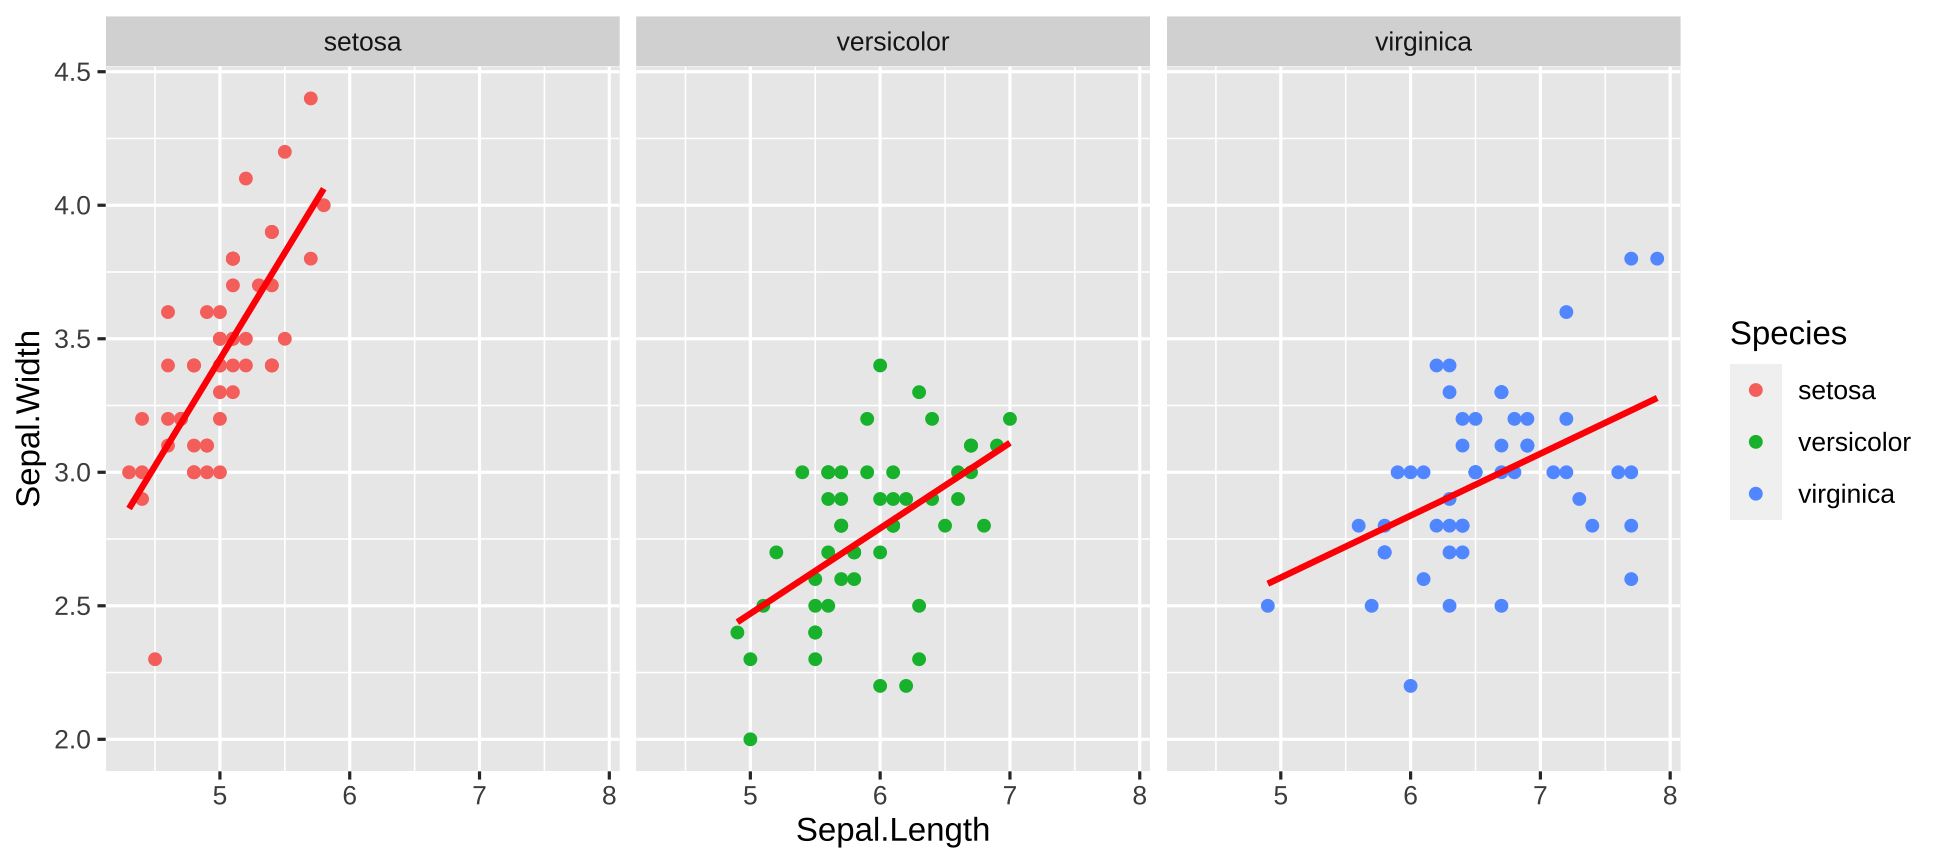 setosa
versicolor
virginica
4.5
4.0
3.5
3.0
2.5
2.0
Sepal.Width
5 6 7 8
5 6 7 8
5 6 7 8
Sepal.Length
Species
setosa
versicolor
virginica